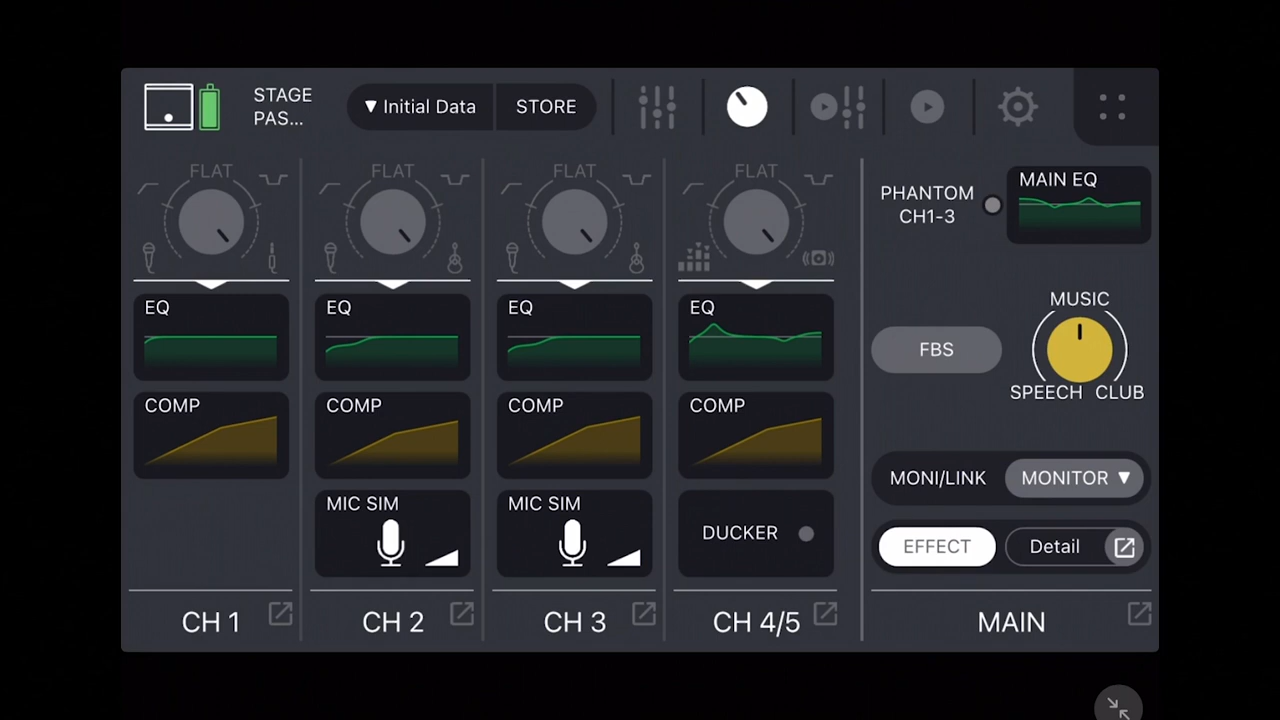 STAGE
PAS...
Initial Data
STORE
FLAT
FLAT
FLAT
FLAT
PHANTOM
CH1-3
MAIN EQ
EQ
EQ
EQ
EQ
MUSIC
FBS
SPEECH CLUB
COMP
COMP
COMP
COMP
MONI/LINK MONITOR
MIC SIM
MIC SIM
DUCKER
EFFECT
Detail
CH 1
CH 2
CH 3
CH 4/5
MAIN